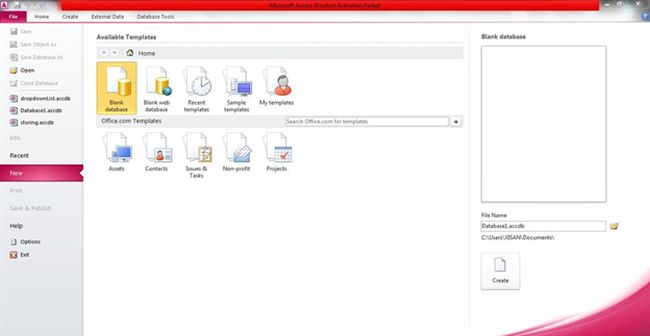 Microsoft Access (Product Activation Failed)
File Home Create External Data Database Tools
Save
Save Object As
Save Database As
Open
Close Database
dropdownList.accdb
Database1.accdb
storing.accdb
Info
Recent
New
Print
Save & Publish
Help
Options
Exit
Available Templates
Home
Blank database
Blank web database
Recent templates
Sample templates
My templates
Office.com Templates
Search Office.com for templates
Assets
Contacts
Issues & Tasks
Non-profit
Projects
Blank database
File Name
Database1.accdb
C:\Users\XISAN\Documents\
Create